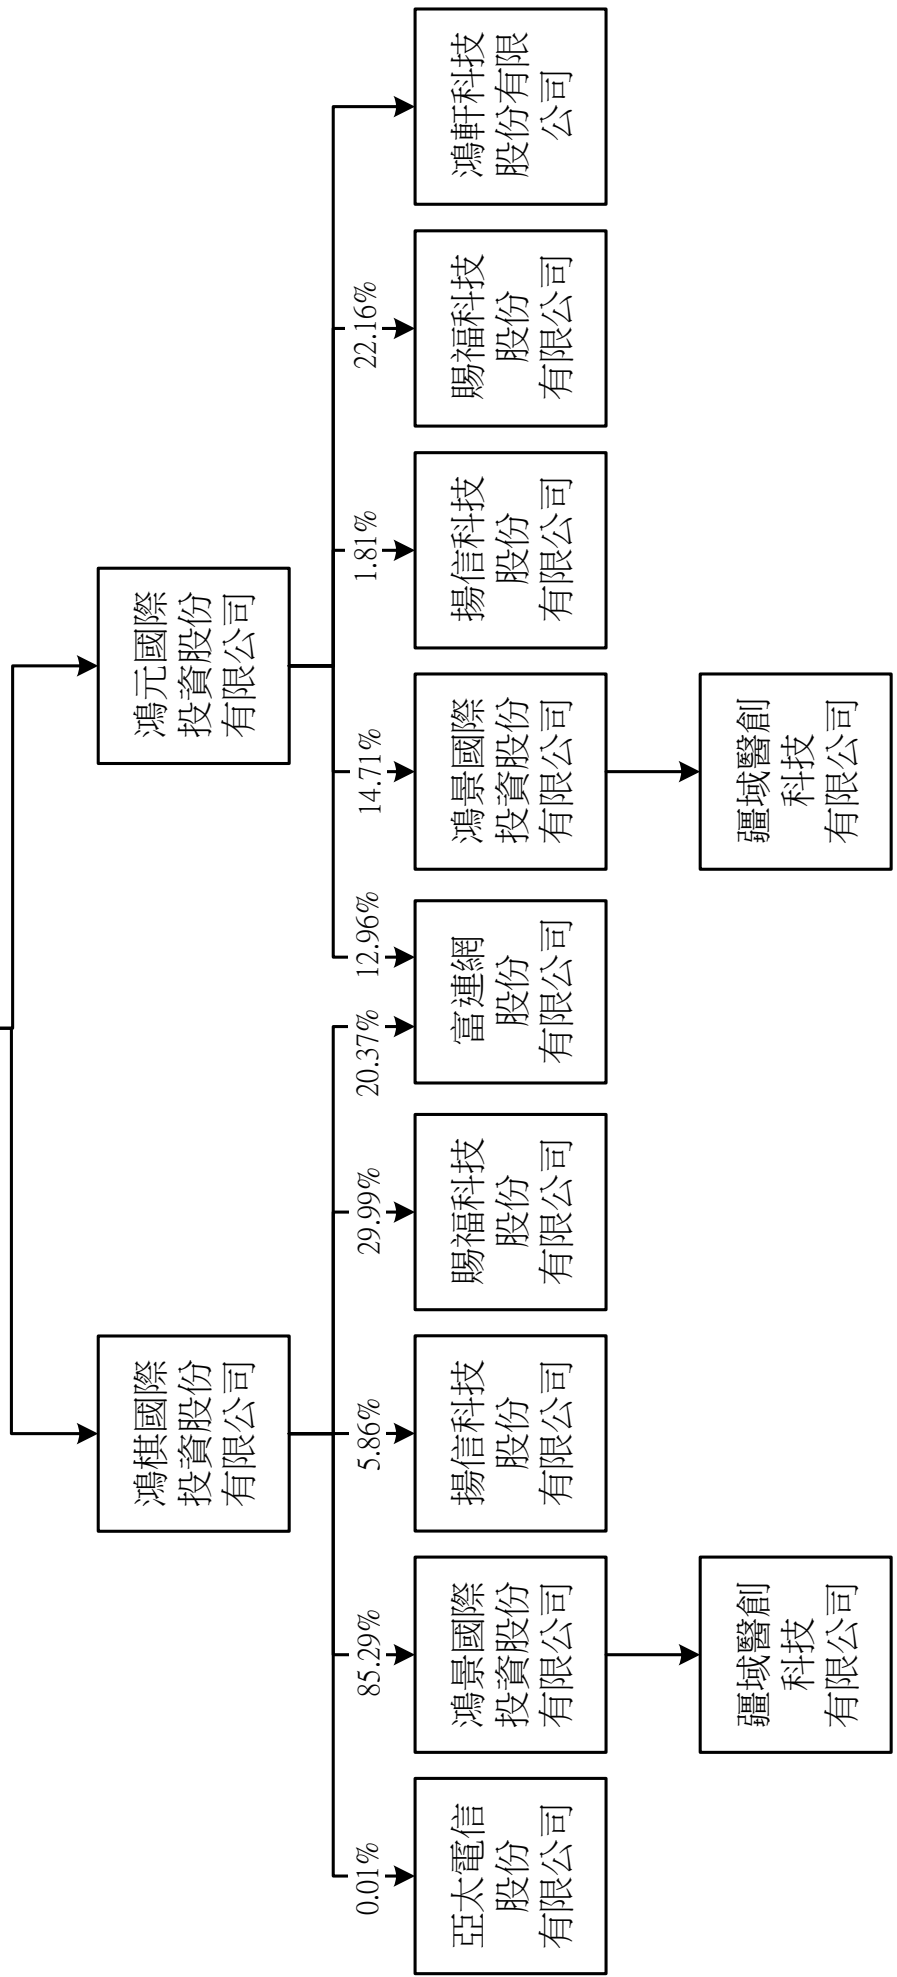 鴻棋國際
投資股份
有限公司
鴻元國際
投資股份
有限公司
0.01%
85.29%
5.86%
29.99%
20.37%
12.96%
14.71%
1.81%
22.16%
亞太電信
股份
有限公司
鴻景國際
投資股份
有限公司
揚信科技
股份
有限公司
賜福科技
股份
有限公司
富連網
股份
有限公司
鴻景國際
投資股份
有限公司
揚信科技
股份
有限公司
賜福科技
股份
有限公司
鴻軒科技
股份有限
公司
疆域醫創
科技
有限公司
疆域醫創
科技
有限公司